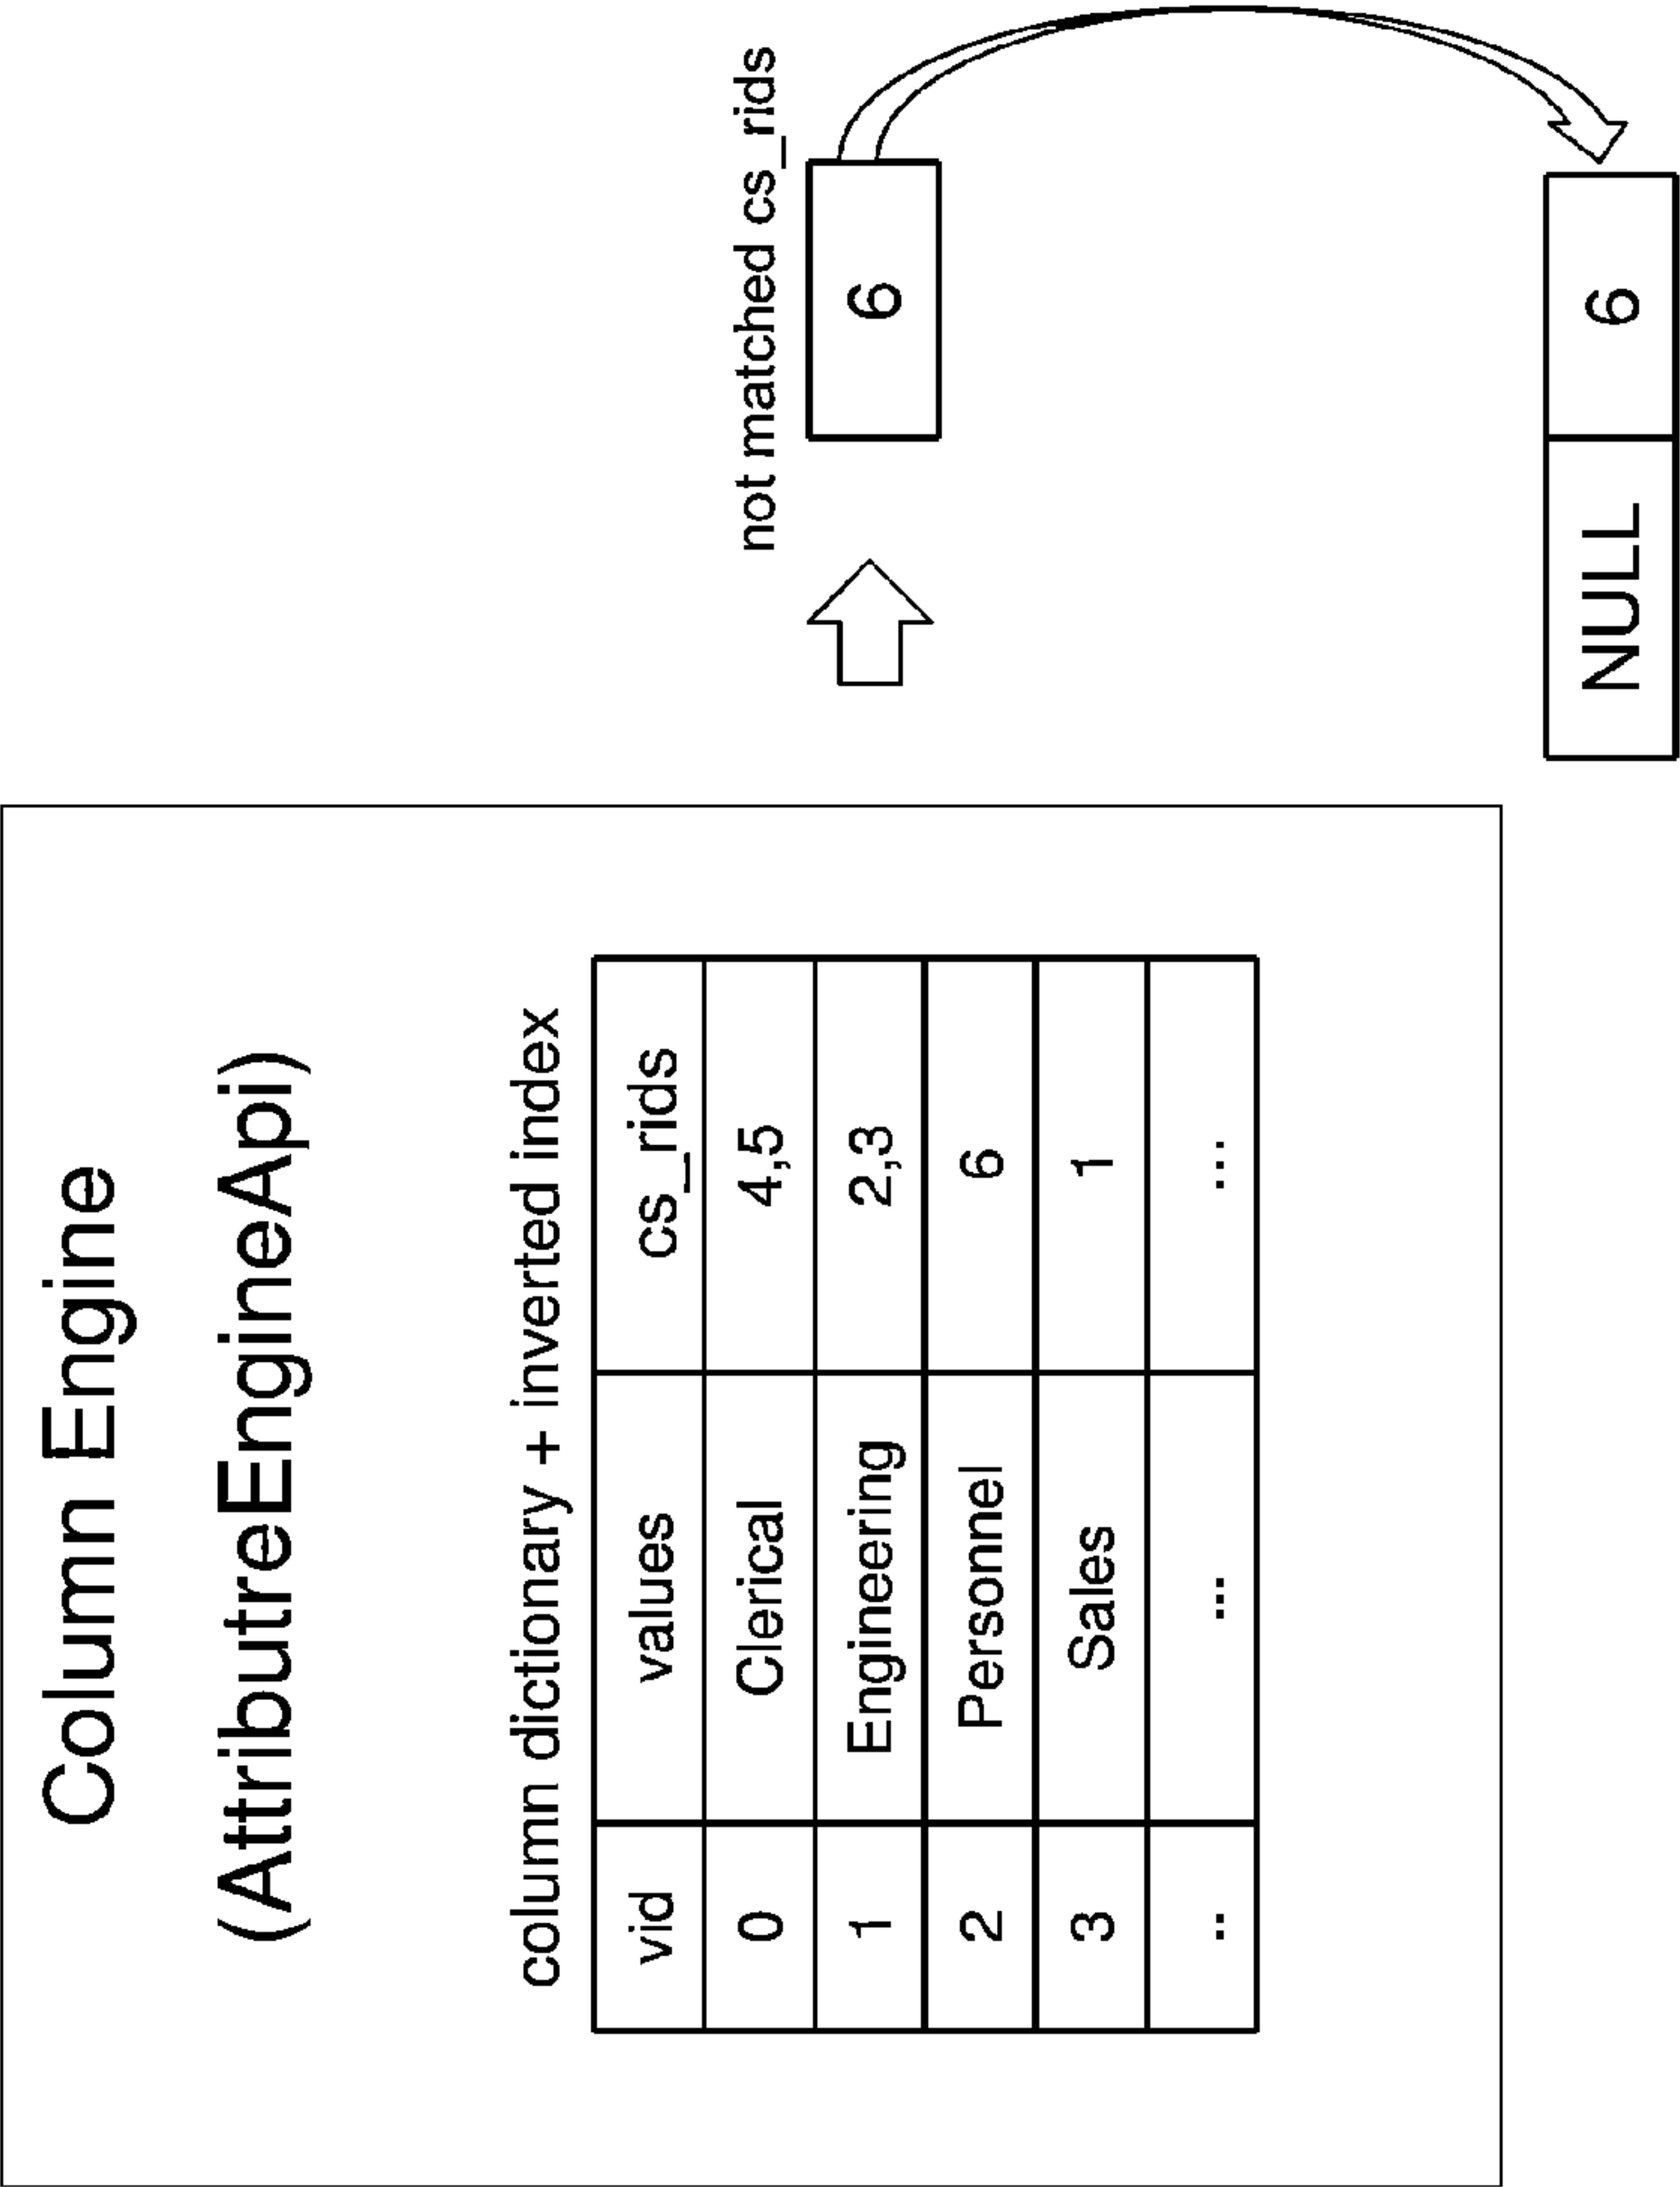 Column Engine
(AttributreEngineApi)
column dictionary + inverted index
vid values cs_rids
0 Clerical 4,5
1 Engineering 2,3
2 Personnel 6
3 Sales 1
.. ... ...
not matched cs_rids
6
NULL 6